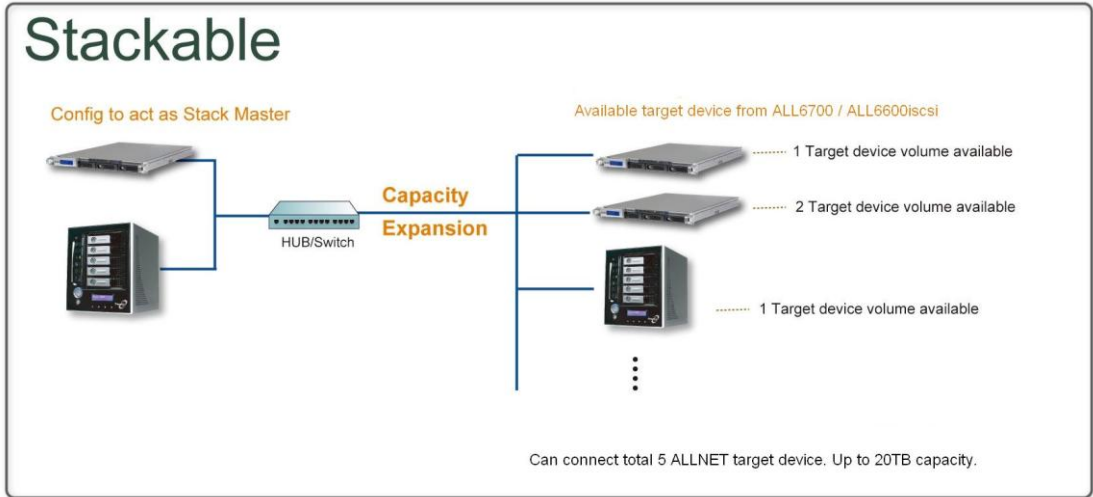 Stackable
Config to act as Stack Master
Available target device from ALL6700 / ALL6600iscsi
1 Target device volume available
Capacity
2 Target device volume available
Expansion
HUB/Switch
1 Target device volume available
Can connect total 5 ALLNET target device. Up to 20TB capacity.